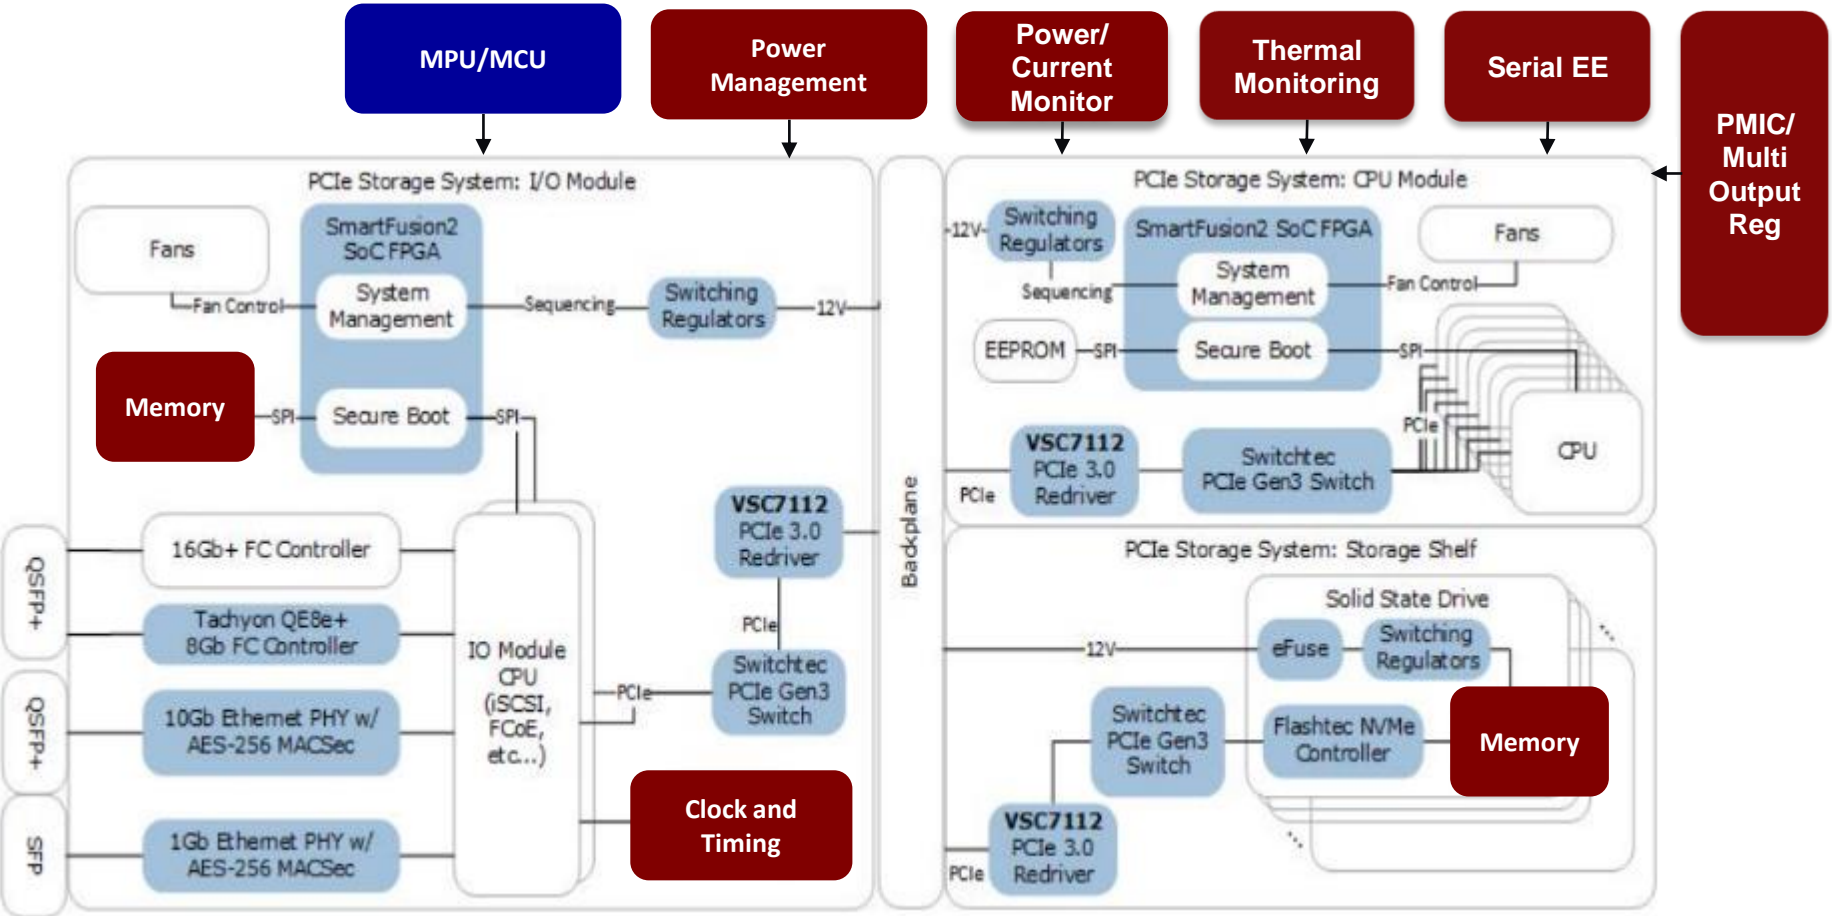 MPU/MCU
Power
Management
Power/
Current
Monitor
Thermal
Monitoring
Serial EE
PMIC/
Multi
Output
Reg
PCIe Storage System: I/O Module
Fans
SmartFusion2
SoC FPGA
System
Management
Fan Control
Sequencing
Switching
Regulators
12V
Memory
SPI
Secure Boot
SPI
QSFP+
16Gb+ FC Controller
Tachyon QE8e+
8Gb FC Controller
QSFP+
10Gb Ethernet PHY w/
AES-256 MACSec
SFP
1Gb Ethernet PHY w/
AES-256 MACSec
IO Module
CPU
(iSCSI,
FCoE,
etc...)
PCIe
VSC7112
PCIe 3.0
Redriver
PCIe
Switchtec
PCIe Gen3
Switch
Clock and
Timing
Backplane
PCIe Storage System: CPU Module
12V
Switching
Regulators
Sequencing
SmartFusion2 SoC FPGA
System
Management
Fan Control
Fans
EEPROM
SPI
Secure Boot
SPI
PCIe
CPU
PCIe
VSC7112
PCIe 3.0
Redriver
Switchtec
PCIe Gen3 Switch
PCIe Storage System: Storage Shelf
Solid State Drive
12V
eFuse
Switching
Regulators
Switchtec
PCIe Gen3
Switch
Flashtec NVMe
Controller
Memory
PCIe
VSC7112
PCIe 3.0
Redriver